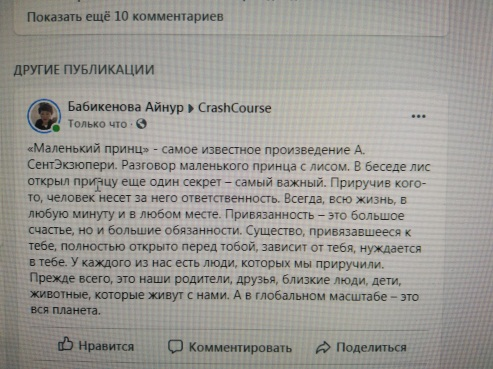 Показать ещё 10 комментариев
ДРУГИЕ ПУБЛИКАЦИИ
Бабикенова Айнур ▸ CrashCourse
Только что ·
«Маленький принц» - самое известное произведение А.
СентЭкзюпери. Разговор маленького принца с лисом. В беседе лис
открыл принцу еще один секрет – самый важный. Приручив кого-
то, человек несет за него ответственность. Всегда, всю жизнь, в
любую минуту и в любом месте. Привязанность – это большое
счастье, но и большие обязанности. Существо, привязавшееся к
тебе, полностью открыто перед тобой, зависит от тебя, нуждается
в тебе. У каждого из нас есть люди, которых мы приручили.
Прежде всего, это наши родители, друзья, близкие люди, дети,
животные, которые живут с нами. А в глобальном масштабе – это
вся планета.
Нравится Комментировать Поделиться